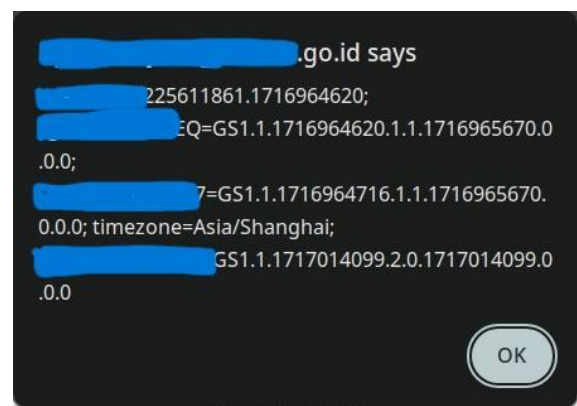 .go.id says
225611861.1716964620;
EQ=GS1.1.1716964620.1.1.1716965670.0
.0.0;
7=GS1.1.1716964716.1.1.1716965670.
0.0.0; timezone=Asia/Shanghai;
GS1.1.1717014099.2.0.1717014099.0
.0.0
OK